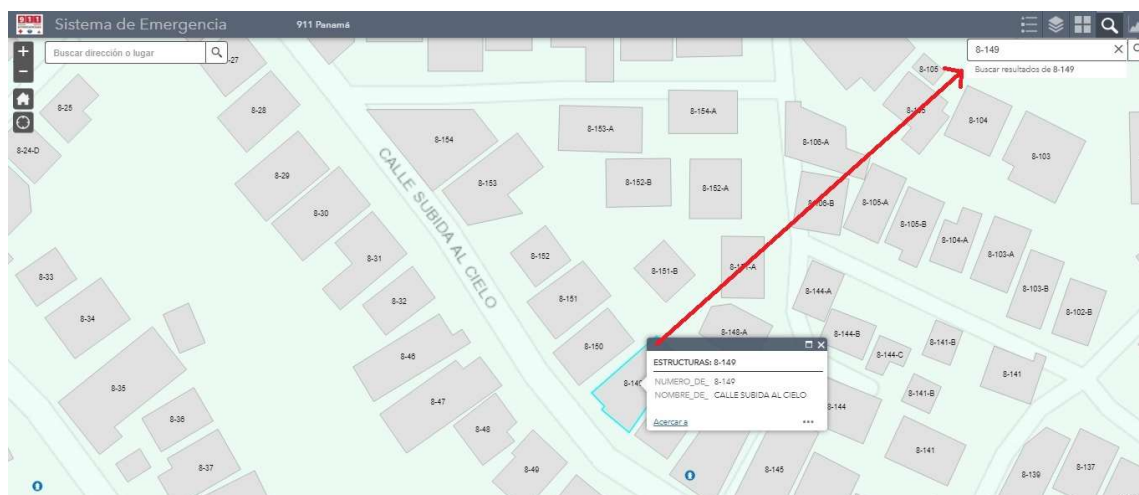 911
Sistema de Emergencia
911 Panamá
Buscar dirección o lugar
8-149
Buscar resultados de 8-149
-27
8-105
8-25
8-28
8-154-A
8-104
8-153-A
8-24-D
8-154
8-106-A
8-103
8-29
8-153
8-152-B
8-152-A
8-106-B
8-105-A
8-30
8-105-B
8-104-A
CALLE SUBIDA AL CIELO
8-31
8-152
8-103-A
8-33
8-151-B
8-144-A
8-103-B
8-32
8-151
8-102-B
8-34
8-148-A
8-144-B
8-141-B
8-150
8-46
8-144-C
ESTRUCTURAS: 8-149
NUMERO_DE_ 8-149
NOMBRE_DE_ CALLE SUBIDA AL CIELO
Acercar a
8-141
8-35
8-141-B
8-47
8-144
8-36
8-48
8-141
8-37
8-49
8-145
8-139
8-137